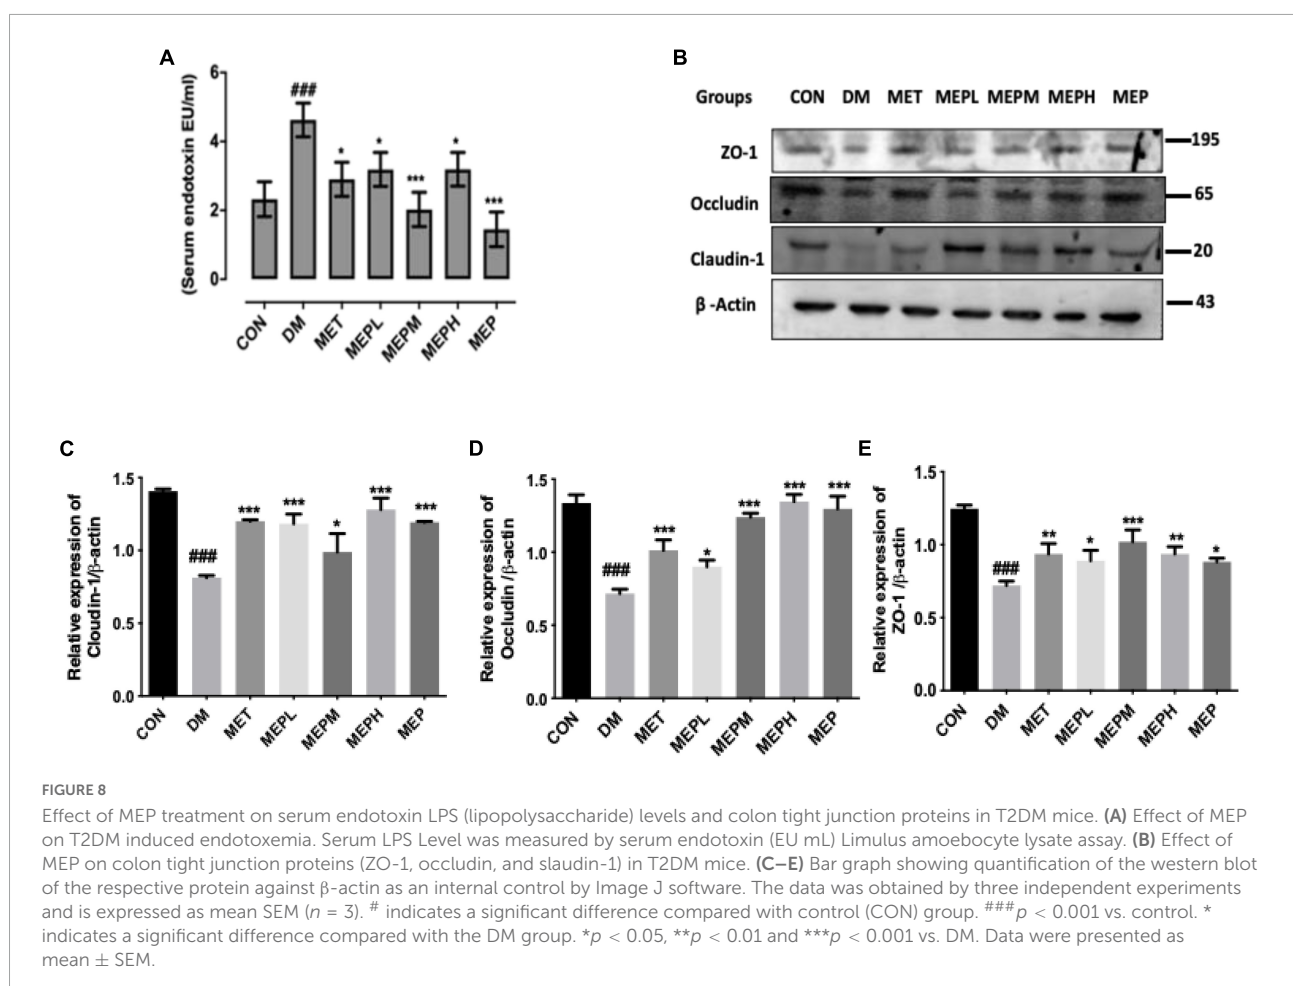 A
(Serum endotoxin EU/ml)
6
4
2
0
###
*
*
***
*
***
CON
DM
MET
MEPL
MEPM
MEPH
MEP
B
Groups CON DM MET MEPL MEPM MEPH MEP
ZO-1 195
Occludin 65
Claudin-1 20
β -Actin 43
C
Relative expression of
Cloudin-1/β-actin
1.5
1.0
0.5
0.0
###
***
***
*
***
***
CON
DM
MET
MEPL
MEPM
MEPH
MEP
D
Relative expression of
Occludin /β-actin
1.5
1.0
0.5
0.0
###
***
*
***
***
***
CON
DM
MET
MEPL
MEPM
MEPH
MEP
E
Relative expression of
ZO-1 /β-actin
1.5
1.0
0.5
0.0
###
**
*
***
**
*
CON
DM
MET
MEPL
MEPM
MEPH
MEP
FIGURE 8
Effect of MEP treatment on serum endotoxin LPS (lipopolysaccharide) levels and colon tight junction proteins in T2DM mice. (A) Effect of MEP
on T2DM induced endotoxemia. Serum LPS Level was measured by serum endotoxin (EU mL) Limulus amoebocyte lysate assay. (B) Effect of
MEP on colon tight junction proteins (ZO-1, occludin, and slaudin-1) in T2DM mice. (C–E) Bar graph showing quantification of the western blot
of the respective protein against β-actin as an internal control by Image J software. The data was obtained by three independent experiments
and is expressed as mean SEM (n = 3). # indicates a significant difference compared with control (CON) group. ###p < 0.001 vs. control. *
indicates a significant difference compared with the DM group. *p < 0.05, **p < 0.01 and ***p < 0.001 vs. DM. Data were presented as
mean ± SEM.